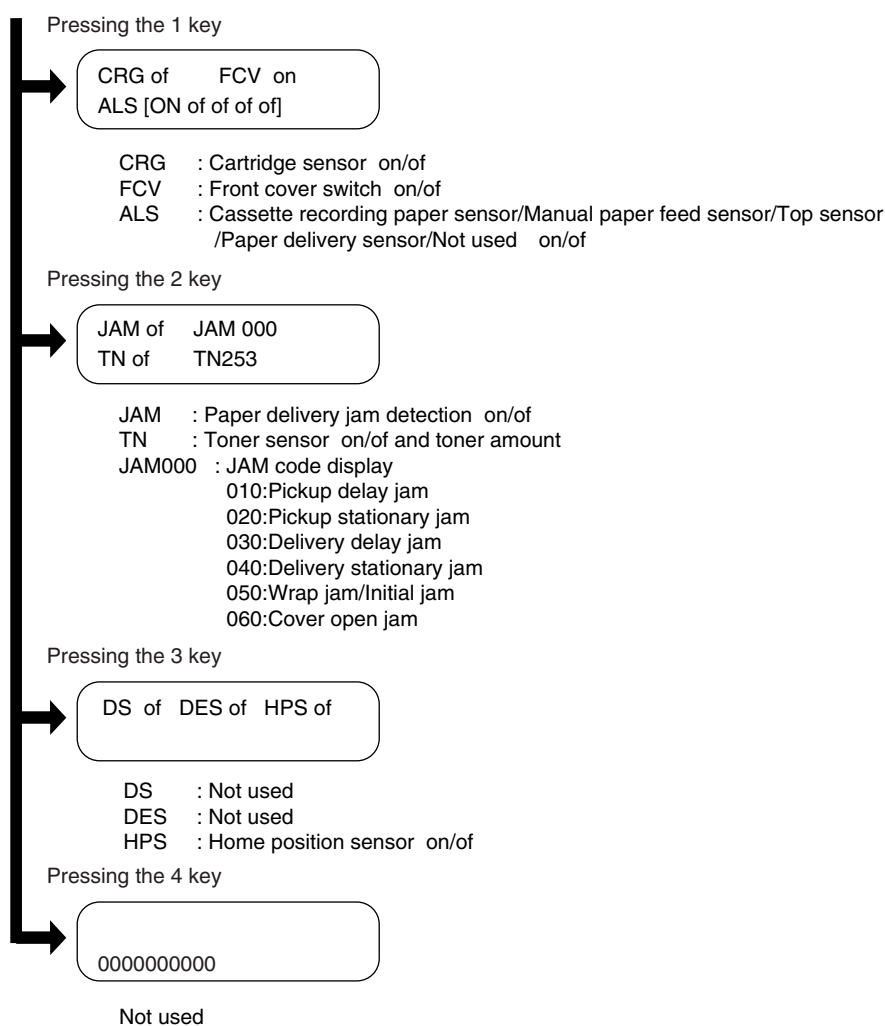 Pressing the 1 key
CRG of FCV on
ALS [ON of of of of]
CRG : Cartridge sensor on/of
FCV : Front cover switch on/of
ALS : Cassette recording paper sensor/Manual paper feed sensor/Top sensor
/Paper delivery sensor/Not used on/of
Pressing the 2 key
JAM of JAM 000
TN of TN253
JAM : Paper delivery jam detection on/of
TN : Toner sensor on/of and toner amount
JAM000 : JAM code display
010:Pickup delay jam
020:Pickup stationary jam
030:Delivery delay jam
040:Delivery stationary jam
050:Wrap jam/Initial jam
060:Cover open jam
Pressing the 3 key
DS of DES of HPS of
DS : Not used
DES : Not used
HPS : Home position sensor on/of
Pressing the 4 key
0000000000
Not used